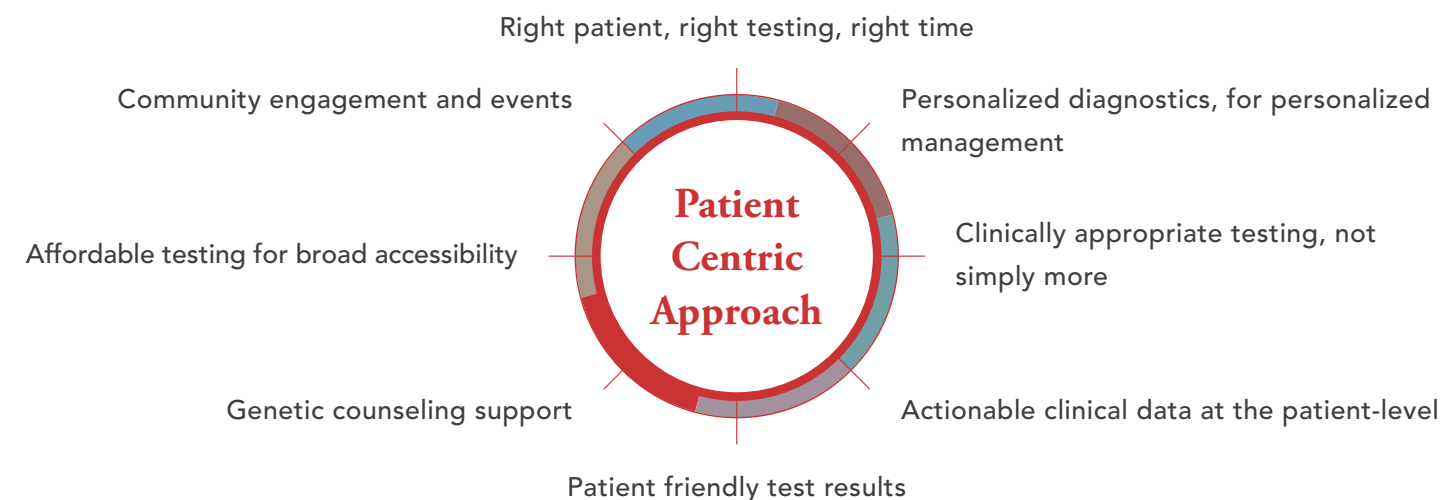 Right patient, right testing, right time
Community engagement and events
Personalized diagnostics, for personalized
management
Patient
Centric
Approach
Affordable testing for broad accessibility
Clinically appropriate testing, not
simply more
Genetic counseling support
Actionable clinical data at the patient-level
Patient friendly test results